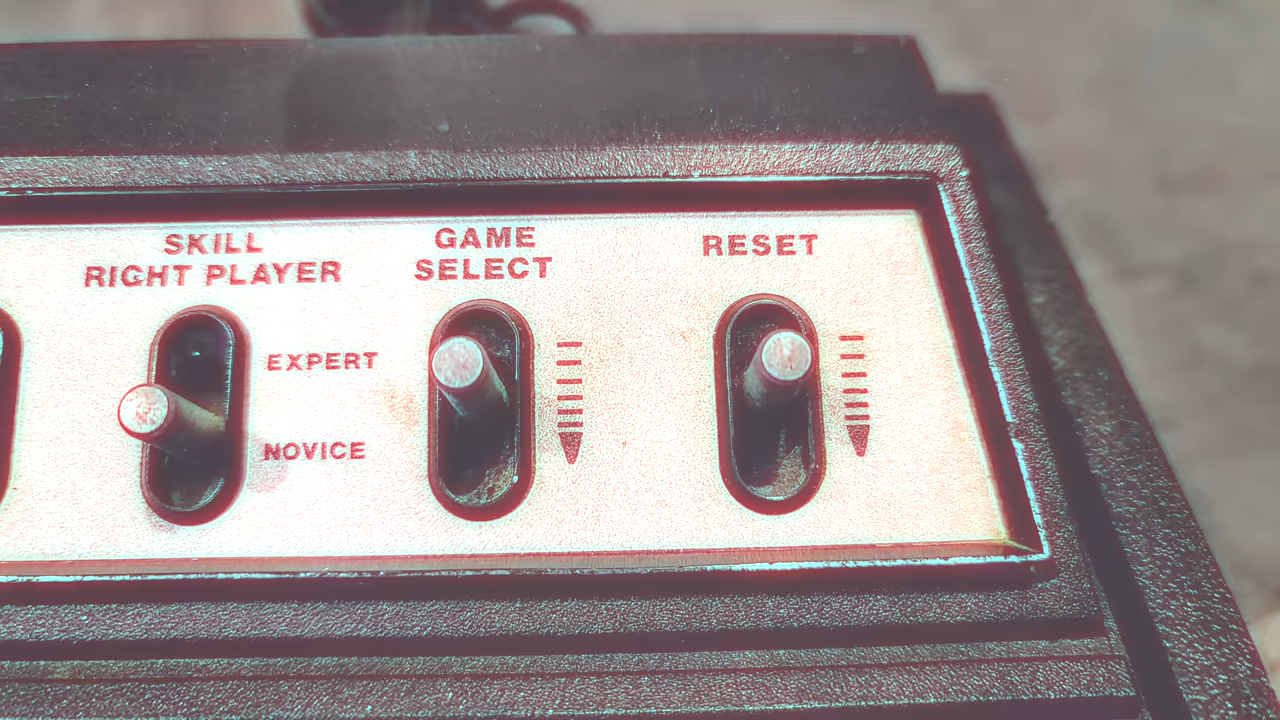 SKILL
RIGHT PLAYER
EXPERT
NOVICE
GAME
SELECT
RESET